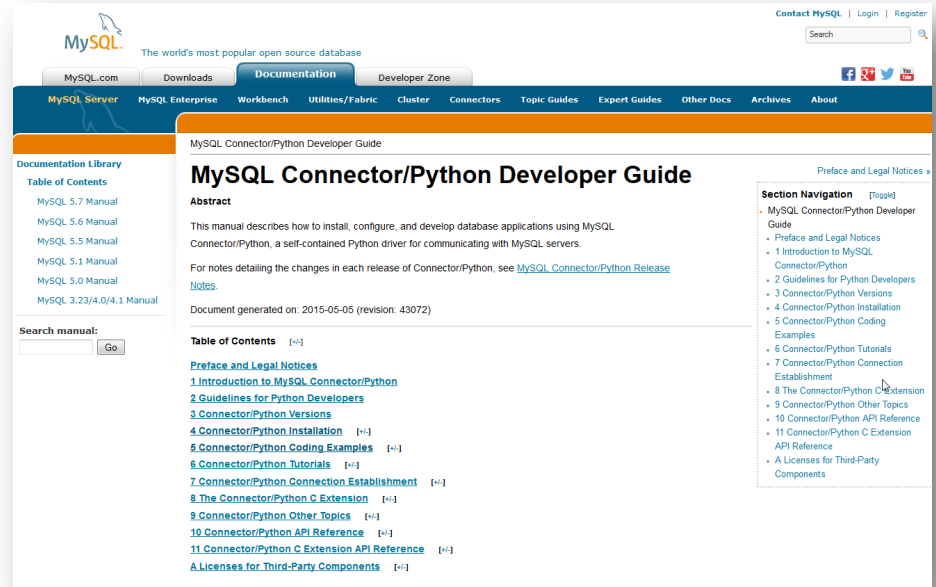 Contact MySQL | Login | Register
MySQL™
The world's most popular open source database
Search
MySQL.com
Downloads
Documentation
Developer Zone
f
g+
You Tube
MySQL Server MySQL Enterprise Workbench Utilities/Fabric Cluster Connectors Topic Guides Expert Guides Other Docs Archives About
Documentation Library
Table of Contents
MySQL 5.7 Manual
MySQL 5.6 Manual
MySQL 5.5 Manual
MySQL 5.1 Manual
MySQL 5.0 Manual
MySQL 3.23/4.0/4.1 Manual
Search manual:
Go
MySQL Connector/Python Developer Guide
MySQL Connector/Python Developer Guide
Abstract
This manual describes how to install, configure, and develop database applications using MySQL
Connector/Python, a self-contained Python driver for communicating with MySQL servers.
For notes detailing the changes in each release of Connector/Python, see MySQL Connector/Python Release
Notes.
Document generated on: 2015-05-05 (revision: 43072)
Table of Contents [+/-]
Preface and Legal Notices
1 Introduction to MySQL Connector/Python
2 Guidelines for Python Developers
3 Connector/Python Versions
4 Connector/Python Installation [+/-]
5 Connector/Python Coding Examples [+/-]
6 Connector/Python Tutorials [+/-]
7 Connector/Python Connection Establishment [+/-]
8 The Connector/Python C Extension [+/-]
9 Connector/Python Other Topics [+/-]
10 Connector/Python API Reference [+/-]
11 Connector/Python C Extension API Reference [+/-]
A Licenses for Third-Party Components [+/-]
Preface and Legal Notices »
Section Navigation [Toggle]
MySQL Connector/Python Developer
Guide
Preface and Legal Notices
1 Introduction to MySQL
Connector/Python
2 Guidelines for Python Developers
3 Connector/Python Versions
4 Connector/Python Installation
5 Connector/Python Coding
Examples
6 Connector/Python Tutorials
7 Connector/Python Connection
Establishment
8 The Connector/Python C Extension
9 Connector/Python Other Topics
10 Connector/Python API Reference
11 Connector/Python C Extension
API Reference
A Licenses for Third-Party
Components